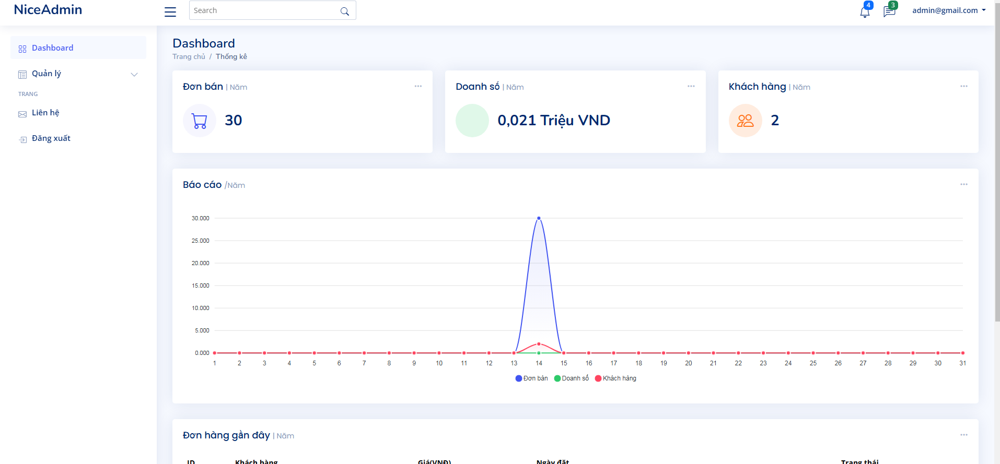 NiceAdmin
Search
4
3
admin@gmail.com
Dashboard
Quản lý
TRANG
Liên hệ
Đăng xuất
Dashboard
Trang chủ / Thống kê
Đơn bán | Năm
30
Doanh số | Năm
0,021 Triệu VND
Khách hàng | Năm
2
Báo cáo /Năm
30.000
25.000
20.000
15.000
10.000
5.000
0.000
1 2 3 4 5 6 7 8 9 10 11 12 13 14 15 16 17 18 19 20 21 22 23 24 25 26 27 28 29 30 31
Đơn bán Doanh số Khách hàng
Đơn hàng gần đây | Năm
ID Khách hàng Giá(VNĐ) Ngày đặt Trạng thái